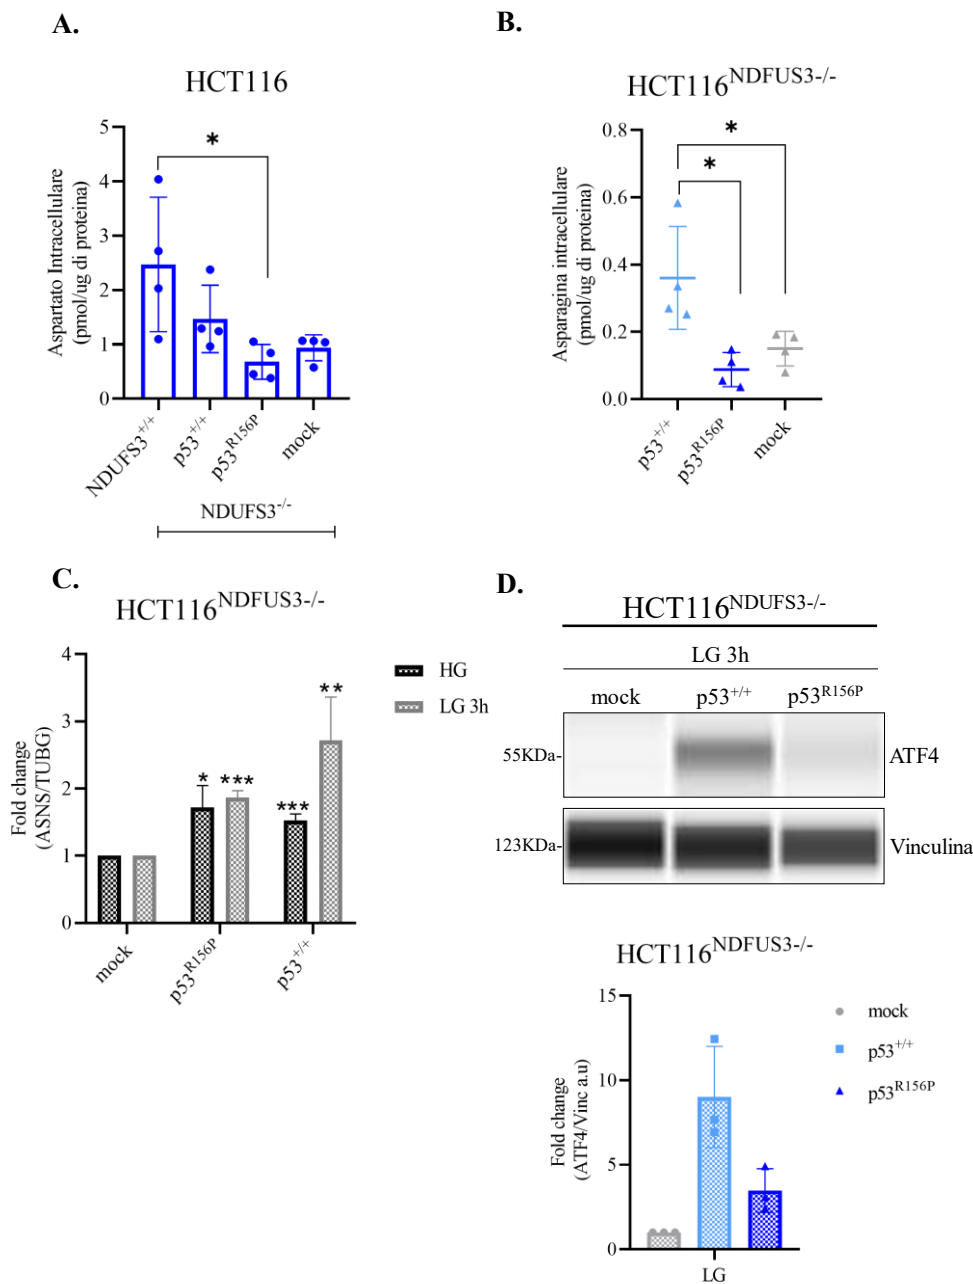 A.
HCT116
5
4
3
2
1
0
Aspartato Intracellulare
(pmol/ug di proteina)
*
NDUFS3+/+
p53+/+
p53R156P
mock
NDUFS3-/-
B.
HCT116NDFUS3-/-
0.8
0.6
0.4
0.2
0.0
Asparagina intracellulare
(pmol/ug di proteina)
*
*
p53+/+
p53R156P
mock
C.
HCT116NDFUS3-/-
4
3
2
1
0
Fold change
(ASNS/TUBG)
*
***
***
**
mock
p53R156P
p53+/+
HG
LG 3h
D.
HCT116NDUFS3-/-
LG 3h
mock p53+/+ p53R156P
55KDa- ATF4
123KDa- Vinculina
HCT116NDFUS3-/-
15
10
5
0
Fold change
(ATF4/Vinc a.u)
LG
mock
p53+/+
p53R156P